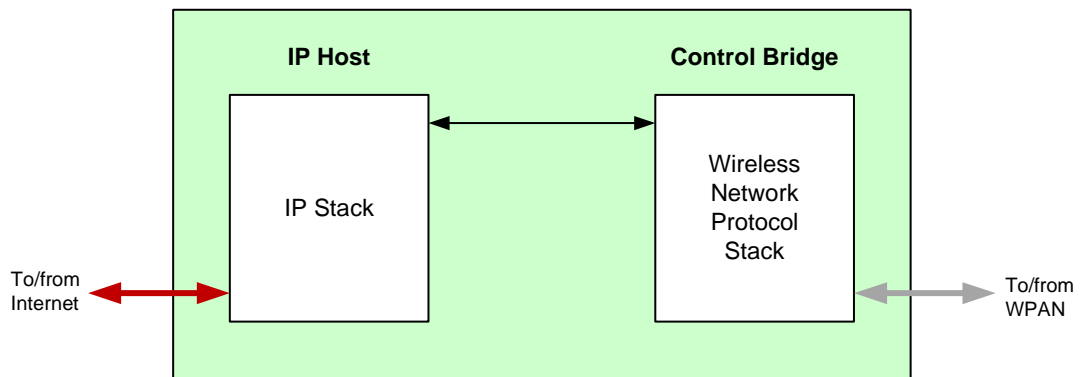 IP Host
Control Bridge
IP Stack
Wireless
Network
Protocol
Stack
To/from
Internet
To/from
WPAN